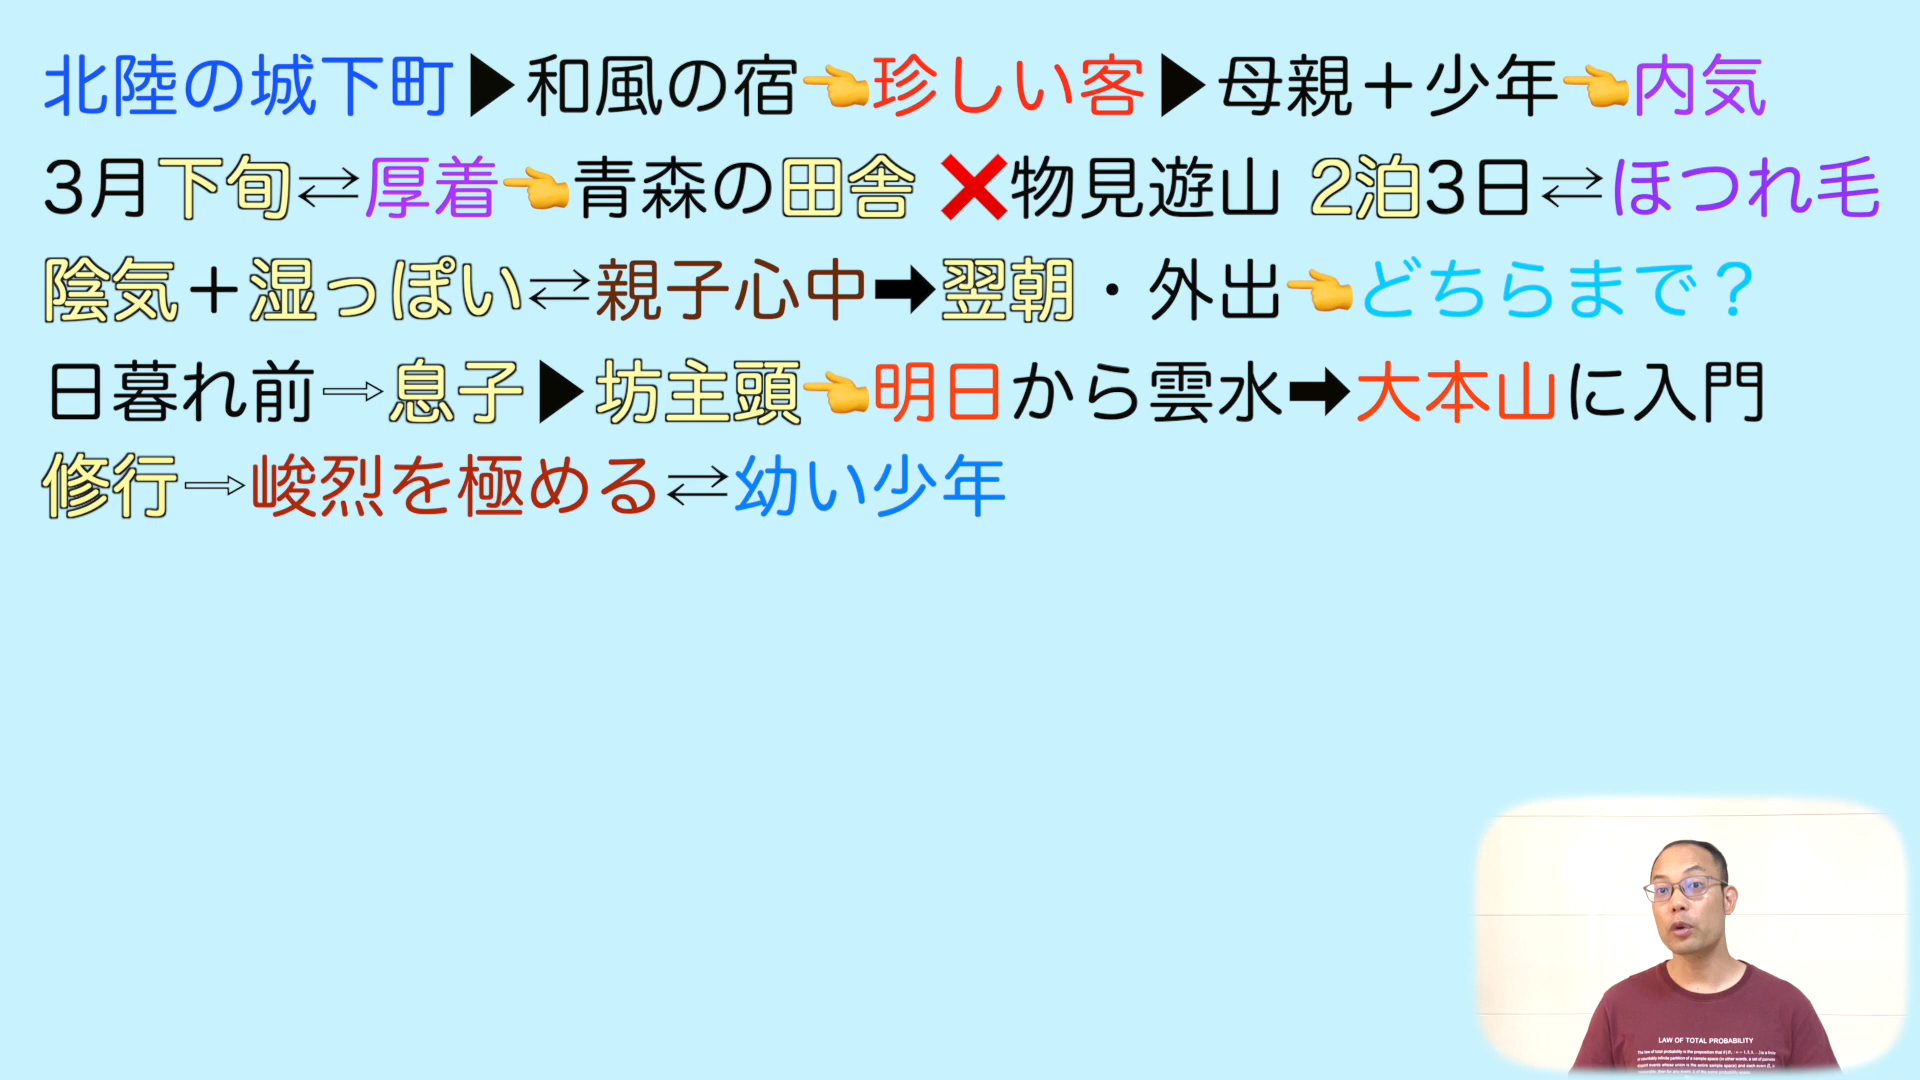 北陸の城下町▶和風の宿👈珍しい客▶母親＋少年👈内気
3月下旬⇄厚着👈青森の田舎 ❌物見遊山 2泊3日⇄ほつれ毛
陰気＋湿っぽい⇄親子心中➡翌朝・外出👈どちらまで？
日暮れ前⇨息子▶坊主頭👈明日から雲水➡大本山に入門
修行⇨峻烈を極める⇄幼い少年
LAW OF TOTAL PROBABILITY